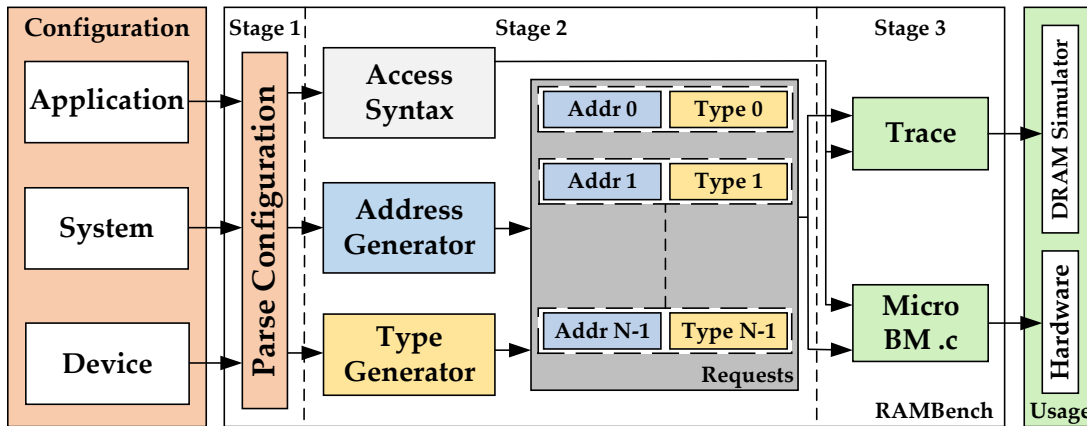 Configuration
Application
System
Device
Stage 1
Parse Configuration
Stage 2
Access
Syntax
Address
Generator
Type
Generator
Addr 0
Type 0
Addr 1
Type 1
Addr N-1
Type N-1
Requests
Stage 3
Trace
Micro
BM .c
RAMBench
DRAM Simulator
Hardware
Usage